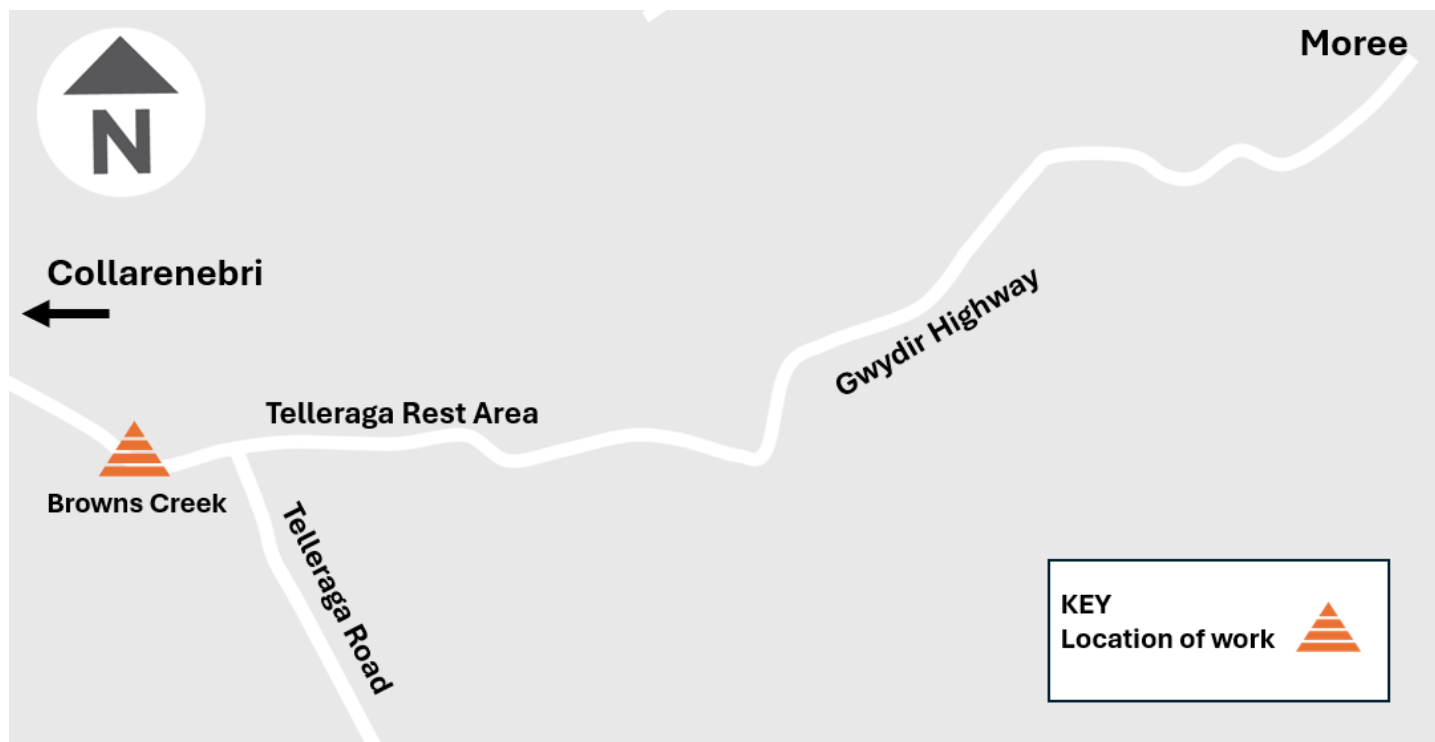 Moree
N
Collarenebri
Gwydir Highway
Telleraga Rest Area
Browns Creek
Telleraga Road
KEY
Location of work